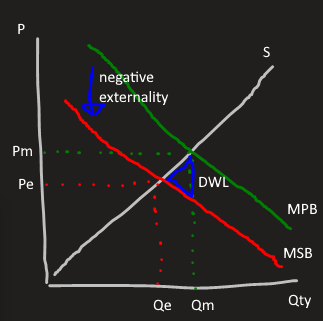 P
S
negative
externality
Pm
DWL
Pe
MPB
MSB
Qe
Qm
Qty